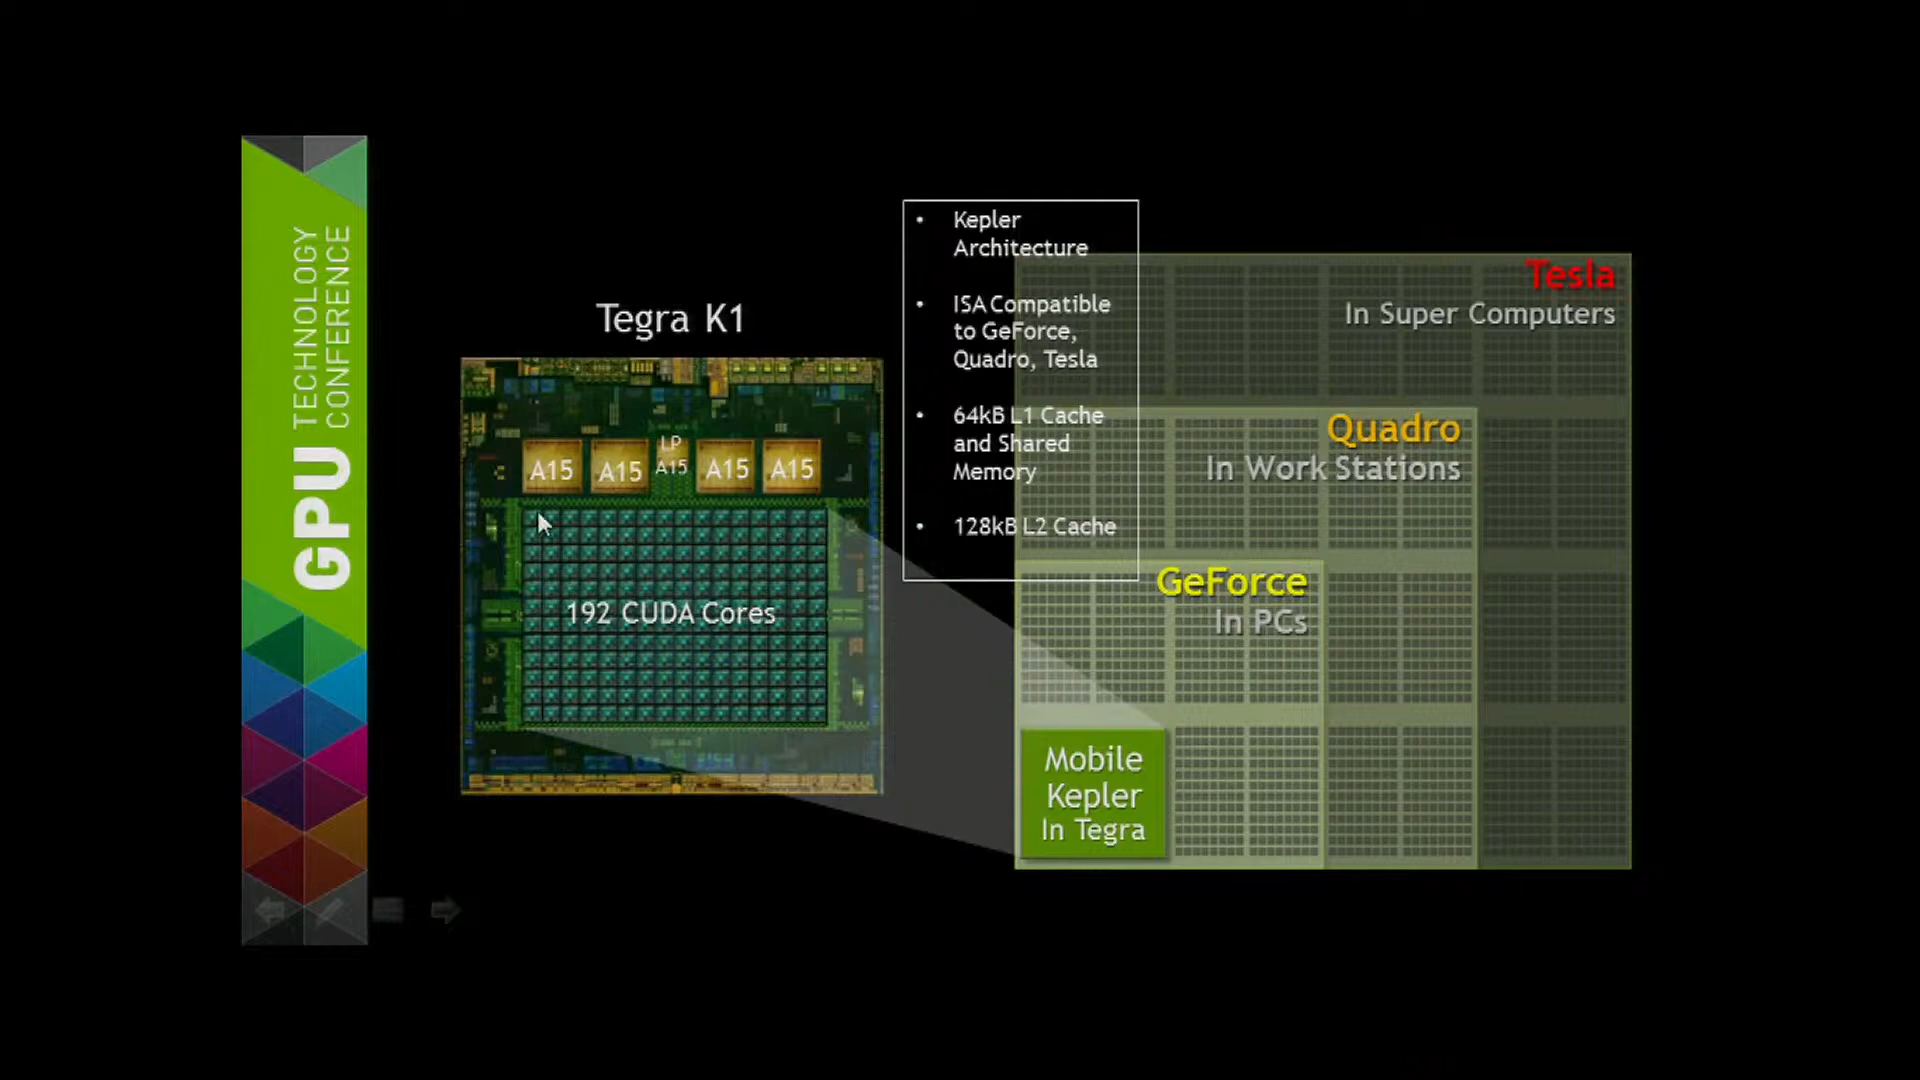 GPU TECHNOLOGY
CONFERENCE
Tegra K1
A15
A15
LP
A15
A15
A15
192 CUDA Cores
• Kepler
Architecture
• ISA Compatible
to GeForce,
Quadro, Tesla
• 64kB L1 Cache
and Shared
Memory
• 128kB L2 Cache
Tesla
In Super Computers
Quadro
In Work Stations
GeForce
In PCs
Mobile
Kepler
In Tegra